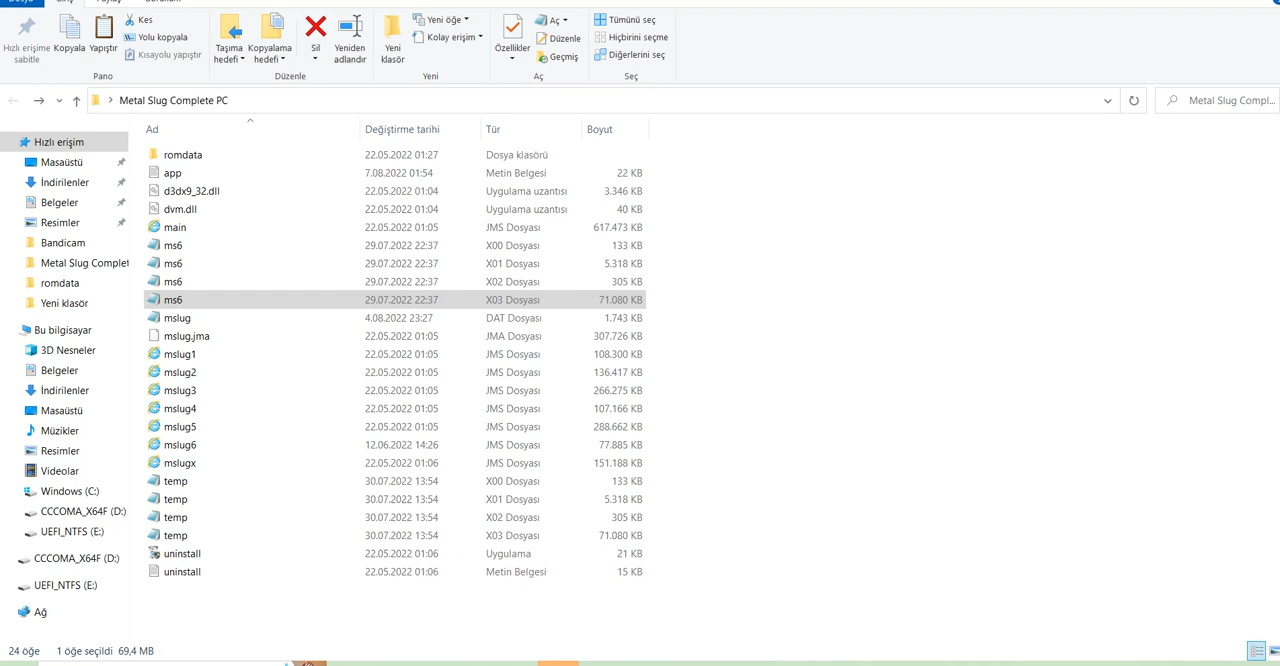 Kes
Yolu kopyala
Kısayolu yapıştır
Hızlı erişime sabitle
Kopyala
Yapıştır
Pano
Taşıma hedefi
Kopyalama hedefi
Sil
Yeniden adlandır
Düzenle
Yeni klasör
Yeni öğe
Kolay erişim
Yeni
Özellikler
Aç
Düzenle
Geçmiş
Aç
Tümünü seç
Hiçbirini seçme
Diğerlerini seç
Seç
Metal Slug Complete PC
Metal Slug Compl...
Hızlı erişim
Masaüstü
İndirilenler
Belgeler
Resimler
Bandicam
Metal Slug Complet
romdata
Yeni klasör
Bu bilgisayar
3D Nesneler
Belgeler
İndirilenler
Masaüstü
Müzikler
Resimler
Videolar
Windows (C:)
CCCOMA_X64F (D:)
UEFI_NTFS (E:)
CCCOMA_X64F (D:)
UEFI_NTFS (E:)
Ağ
Ad Değiştirme tarihi Tür Boyut
romdata 22.05.2022 01:27 Dosya klasörü
app 7.08.2022 01:54 Metin Belgesi 22 KB
d3dx9_32.dll 22.05.2022 01:04 Uygulama uzantısı 3.346 KB
dvm.dll 22.05.2022 01:04 Uygulama uzantısı 40 KB
main 22.05.2022 01:05 JMS Dosyası 617.473 KB
ms6 29.07.2022 22:37 X00 Dosyası 133 KB
ms6 29.07.2022 22:37 X01 Dosyası 5.318 KB
ms6 29.07.2022 22:37 X02 Dosyası 305 KB
ms6 29.07.2022 22:37 X03 Dosyası 71.080 KB
mslug 4.08.2022 23:27 DAT Dosyası 1.743 KB
mslug.jma 22.05.2022 01:05 JMA Dosyası 307.726 KB
mslug1 22.05.2022 01:05 JMS Dosyası 108.300 KB
mslug2 22.05.2022 01:05 JMS Dosyası 136.417 KB
mslug3 22.05.2022 01:05 JMS Dosyası 266.275 KB
mslug4 22.05.2022 01:05 JMS Dosyası 107.166 KB
mslug5 22.05.2022 01:05 JMS Dosyası 288.662 KB
mslug6 12.06.2022 14:26 JMS Dosyası 77.885 KB
mslugx 22.05.2022 01:06 JMS Dosyası 151.188 KB
temp 30.07.2022 13:54 X00 Dosyası 133 KB
temp 30.07.2022 13:54 X01 Dosyası 5.318 KB
temp 30.07.2022 13:54 X02 Dosyası 305 KB
temp 30.07.2022 13:54 X03 Dosyası 71.080 KB
uninstall 22.05.2022 01:06 Uygulama 21 KB
uninstall 22.05.2022 01:06 Metin Belgesi 15 KB
24 öğe 1 öğe seçildi 69,4 MB